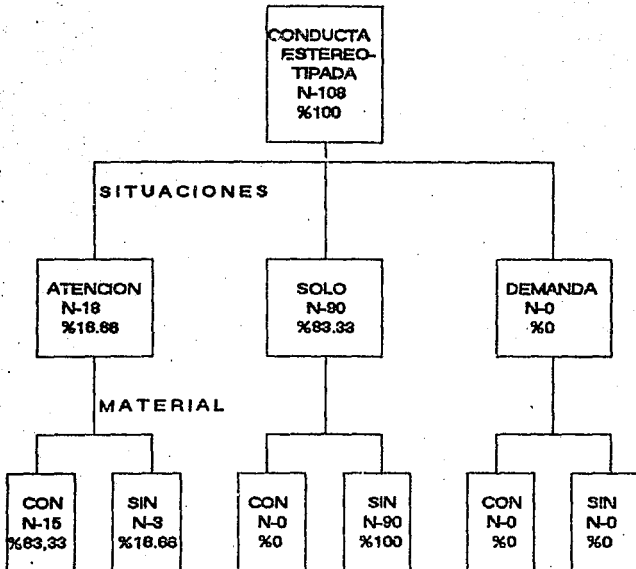 CONDUCTA
ESTEREO-
TIPADA
N-108
%100
SITUACIONES
ATENCION
N-18
%16.66
SOLO
N-90
%83.33
DEMANDA
N-0
%0
MATERIAL
CON
N-15
%83,33
SIN
N-3
%16.66
CON
N-0
%0
SIN
N-90
%100
CON
N-0
%0
SIN
N-0
%0